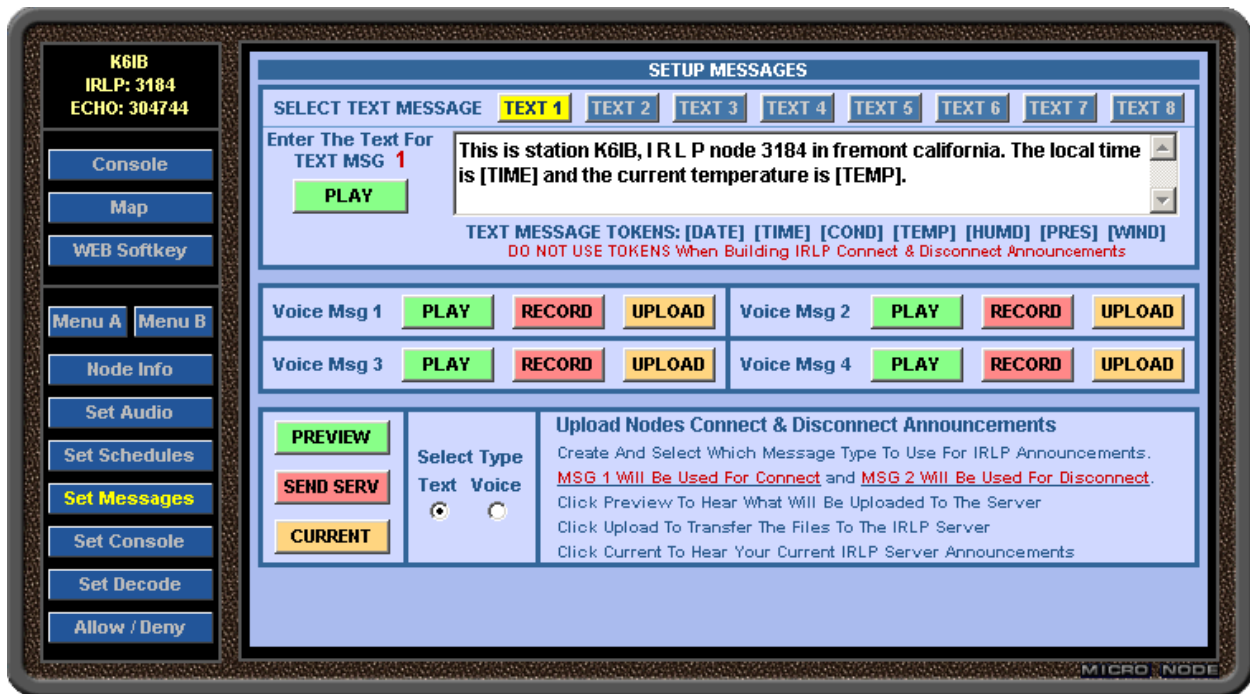 K6IB
IRLP: 3184
ECHO: 304744
Console
Map
WEB Softkey
Menu A Menu B
Node Info
Set Audio
Set Schedules
Set Messages
Set Console
Set Decode
Allow / Deny
SETUP MESSAGES
SELECT TEXT MESSAGE TEXT 1 TEXT 2 TEXT 3 TEXT 4 TEXT 5 TEXT 6 TEXT 7 TEXT 8
Enter The Text For
TEXT MSG 1
PLAY
This is station K6IB, I R L P node 3184 in fremont california. The local time
is [TIME] and the current temperature is [TEMP].
TEXT MESSAGE TOKENS: [DATE] [TIME] [COND] [TEMP] [HUMD] [PRES] [WIND]
DO NOT USE TOKENS When Building IRLP Connect & Disconnect Announcements
Voice Msg 1 PLAY RECORD UPLOAD Voice Msg 2 PLAY RECORD UPLOAD
Voice Msg 3 PLAY RECORD UPLOAD Voice Msg 4 PLAY RECORD UPLOAD
PREVIEW
SEND SERV
CURRENT
Select Type
Text Voice
Upload Nodes Connect & Disconnect Announcements
Create And Select Which Message Type To Use For IRLP Announcements.
MSG 1 Will Be Used For Connect and MSG 2 Will Be Used For Disconnect.
Click Preview To Hear What Will Be Uploaded To The Server
Click Upload To Transfer The Files To The IRLP Server
Click Current To Hear Your Current IRLP Server Announcements
MICRO NODE